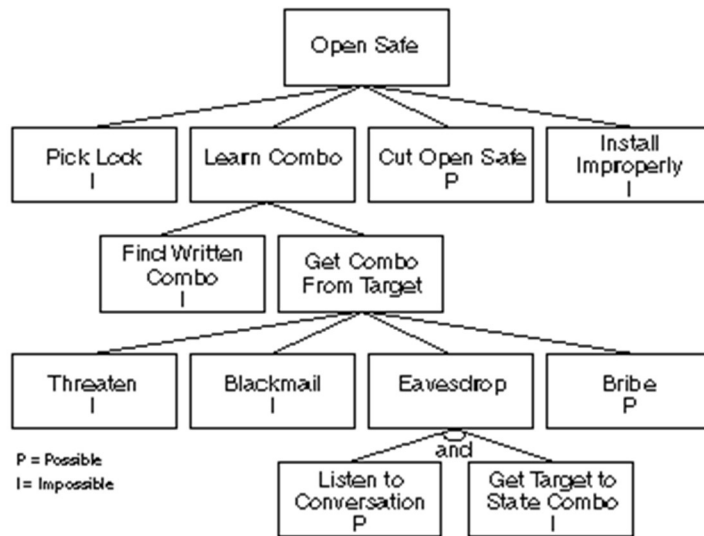 Open Safe
Pick Lock
I
Learn Combo
Cut Open Safe
P
Install
Improperly
I
Find Written
Combo
I
Get Combo
From Target
Threaten
I
Blackmail
I
Eavesdrop
Bribe
P
and
P = Possible
I = Impossible
Listen to
Conversation
P
Get Target to
State Combo
I